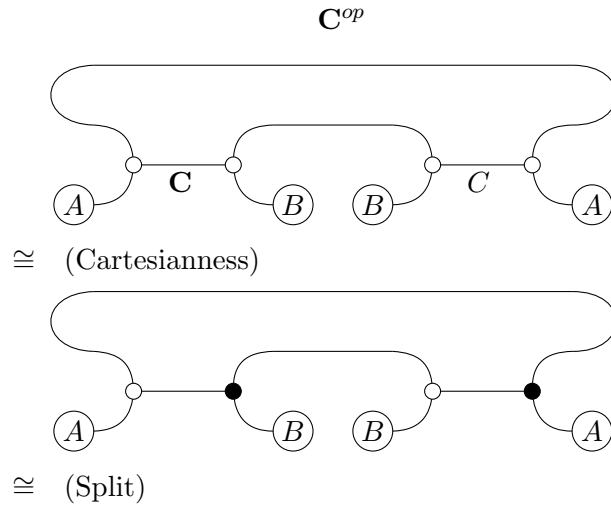 𝐂^{op}
𝐂 C
A B B A
≅ (Cartesianness)
A B B A
≅ (Split)